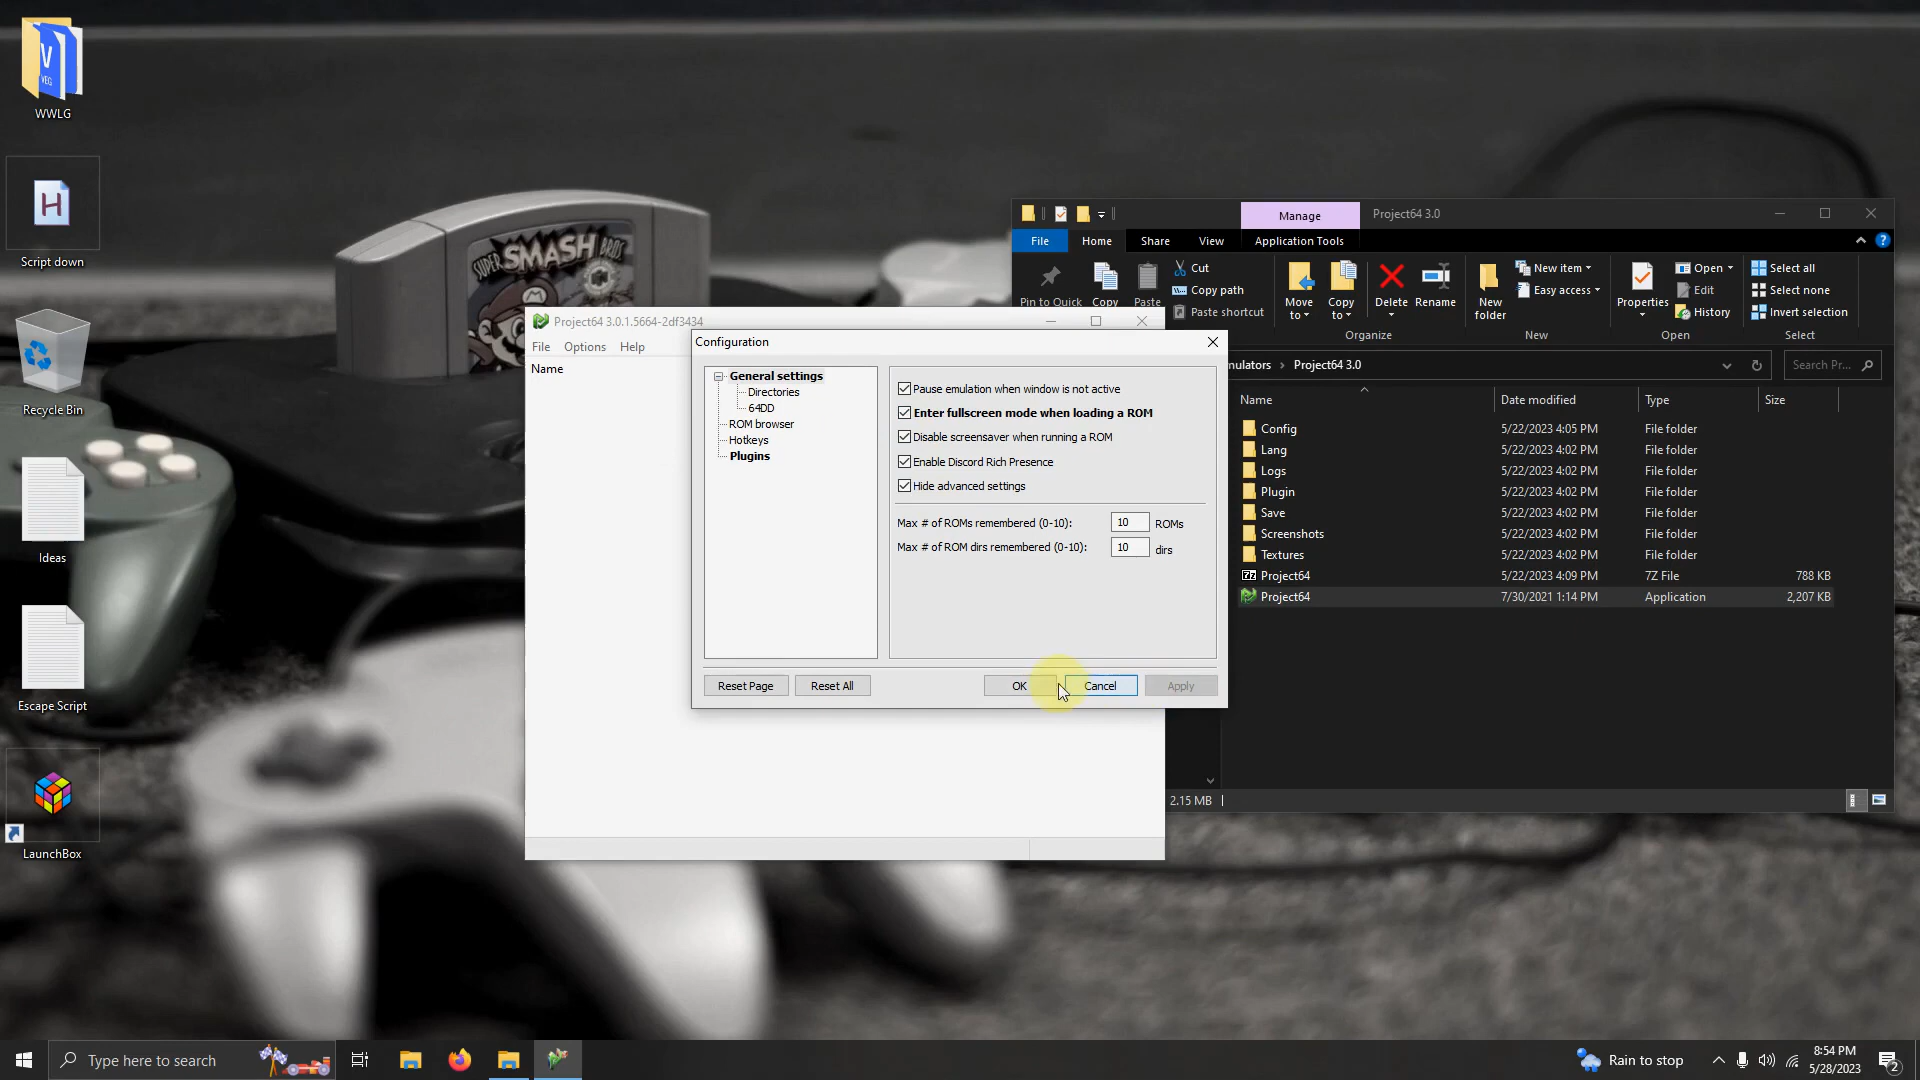 WWLG
Script down
Recycle Bin
Ideas
Escape Script
LaunchBox
V
VEG
H
SUPER SMASH BROS
Manage
Project64 3.0
File
Home
Share
View
Application Tools
Pin to Quick
Copy
Paste
Cut
Copy path
Paste shortcut
Move to
Copy to
Delete
Rename
New folder
New item
Easy access
Properties
Open
Edit
History
Select all
Select none
Invert selection
Organize
New
Open
Select
nulators > Project64 3.0
Search Pr...
Name
Date modified
Type
Size
Config 5/22/2023 4:05 PM File folder
Lang 5/22/2023 4:02 PM File folder
Logs 5/22/2023 4:02 PM File folder
Plugin 5/22/2023 4:02 PM File folder
Save 5/22/2023 4:02 PM File folder
Screenshots 5/22/2023 4:02 PM File folder
Textures 5/22/2023 4:02 PM File folder
Project64 5/22/2023 4:09 PM 7Z File 788 KB
Project64 7/30/2021 1:14 PM Application 2,207 KB
2.15 MB
Project64 3.0.1.5664-2df3434
File Options Help
Name
Configuration
General settings
Directories
64DD
ROM browser
Hotkeys
Plugins
Pause emulation when window is not active
Enter fullscreen mode when loading a ROM
Disable screensaver when running a ROM
Enable Discord Rich Presence
Hide advanced settings
Max # of ROMs remembered (0-10): 10 ROMs
Max # of ROM dirs remembered (0-10): 10 dirs
Reset Page
Reset All
OK
Cancel
Apply
Type here to search
Rain to stop
8:54 PM
5/28/2023
2